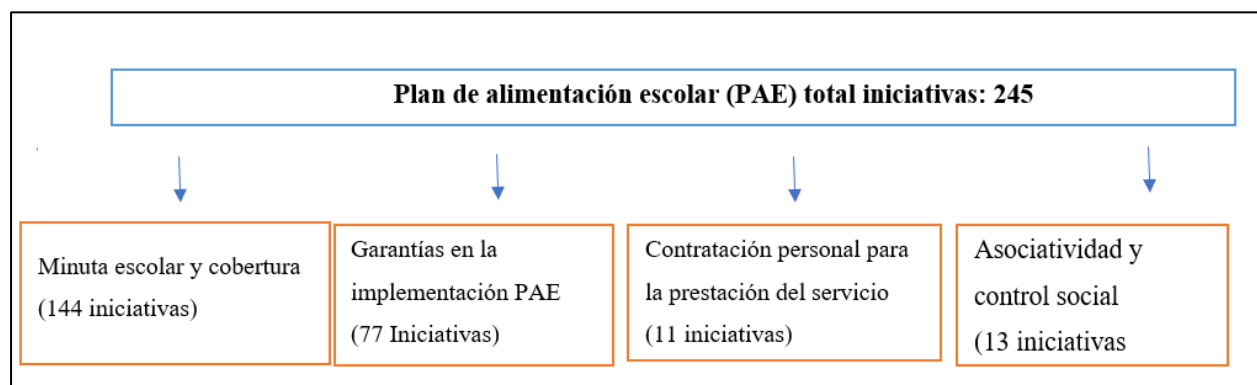 Plan de alimentación escolar (PAE) total iniciativas: 245
Minuta escolar y cobertura
(144 iniciativas)
Garantías en la
implementación PAE
(77 Iniciativas)
Contratación personal para
la prestación del servicio
(11 iniciativas)
Asociatividad y
control social
(13 iniciativas